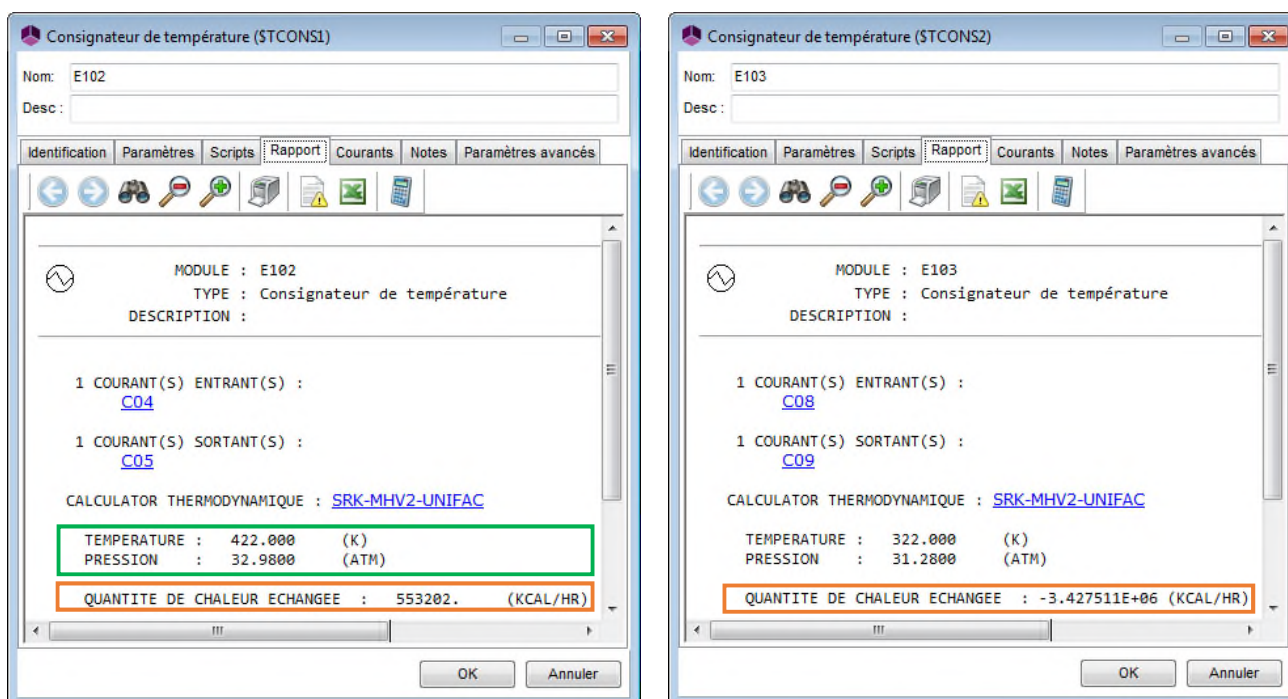 Consignateur de température ($TCONS1)
Nom: E102
Desc :
Identification Paramètres Scripts Rapport Courants Notes Paramètres avancés
MODULE : E102
TYPE : Consignateur de température
DESCRIPTION :
1 COURANT(S) ENTRANT(S) :
C04
1 COURANT(S) SORTANT(S) :
C05
CALCULATOR THERMODYNAMIQUE : SRK-MHV2-UNIFAC
TEMPERATURE : 422.000 (K)
PRESSION : 32.9800 (ATM)
QUANTITE DE CHALEUR ECHANGEE : 553202. (KCAL/HR)
OK Annuler
Consignateur de température ($TCONS2)
Nom: E103
Desc :
Identification Paramètres Scripts Rapport Courants Notes Paramètres avancés
MODULE : E103
TYPE : Consignateur de température
DESCRIPTION :
1 COURANT(S) ENTRANT(S) :
C08
1 COURANT(S) SORTANT(S) :
C09
CALCULATOR THERMODYNAMIQUE : SRK-MHV2-UNIFAC
TEMPERATURE : 322.000 (K)
PRESSION : 31.2800 (ATM)
QUANTITE DE CHALEUR ECHANGEE : -3.427511E+06 (KCAL/HR)
OK Annuler